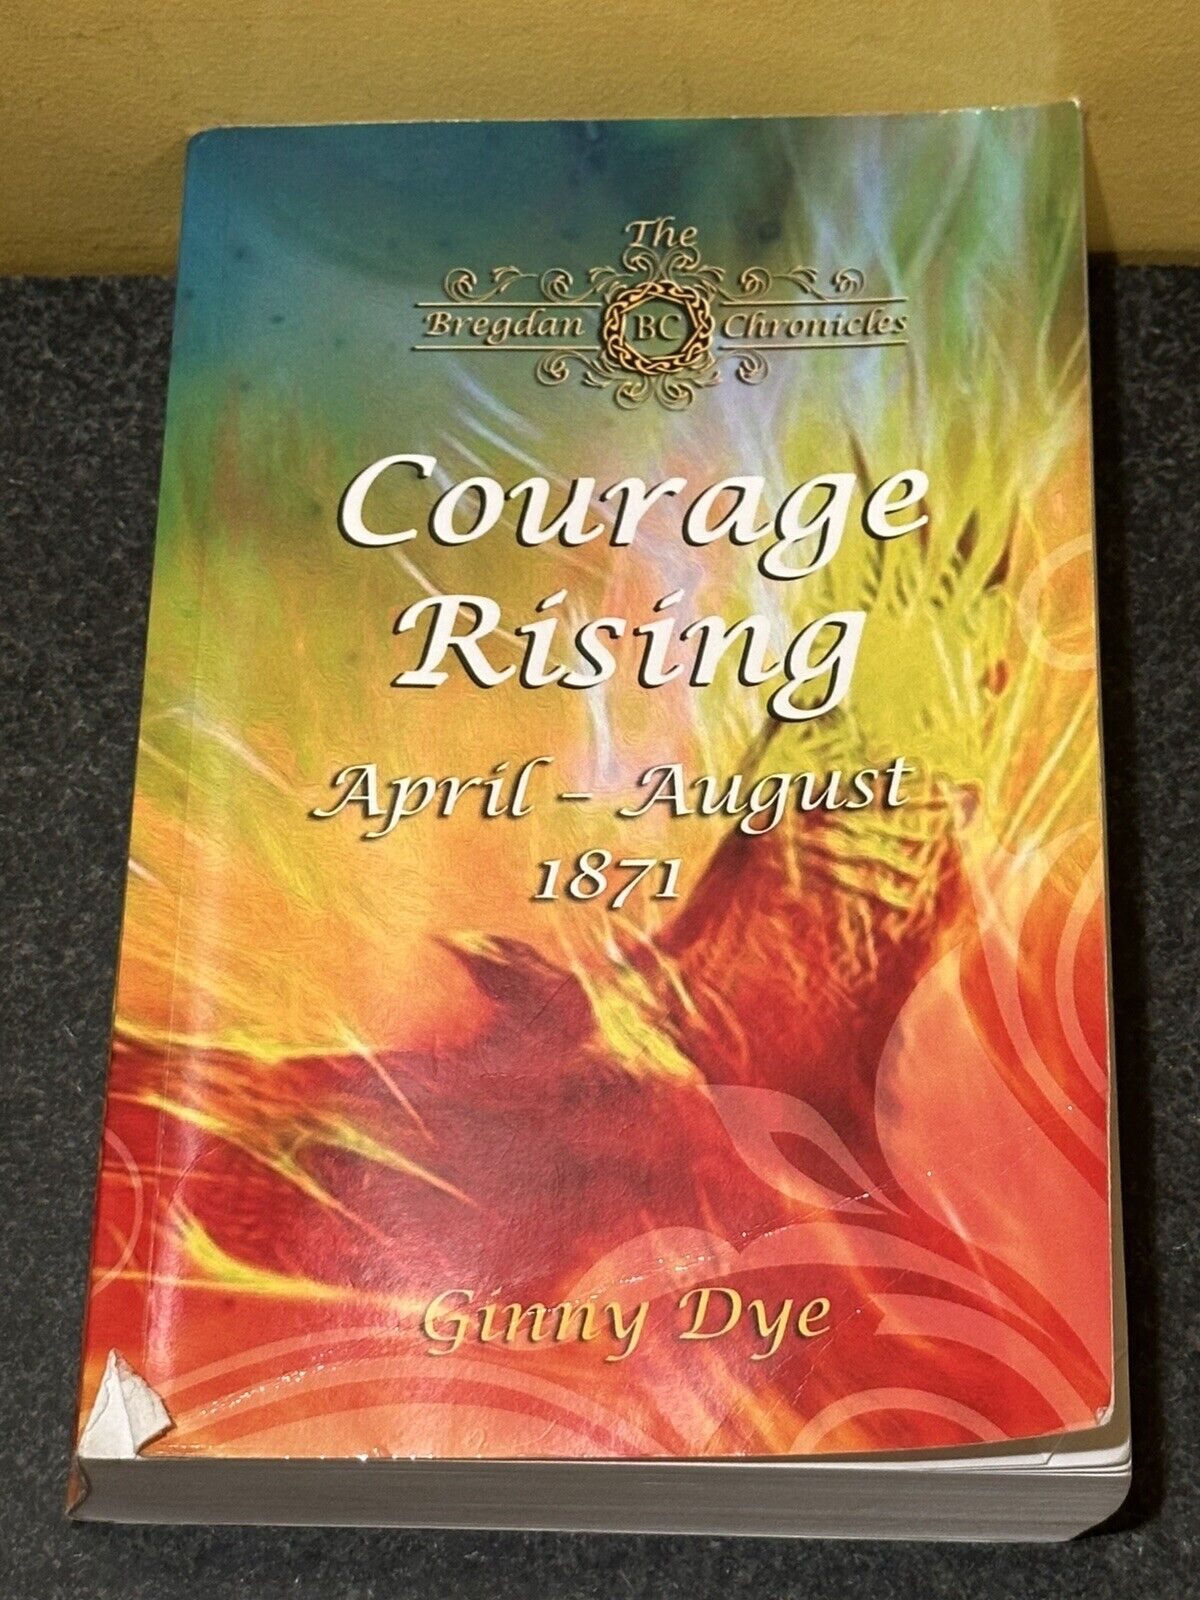 The
Bregdan BC Chronicles
Courage
Rising
April - August
1871
Ginny Dye